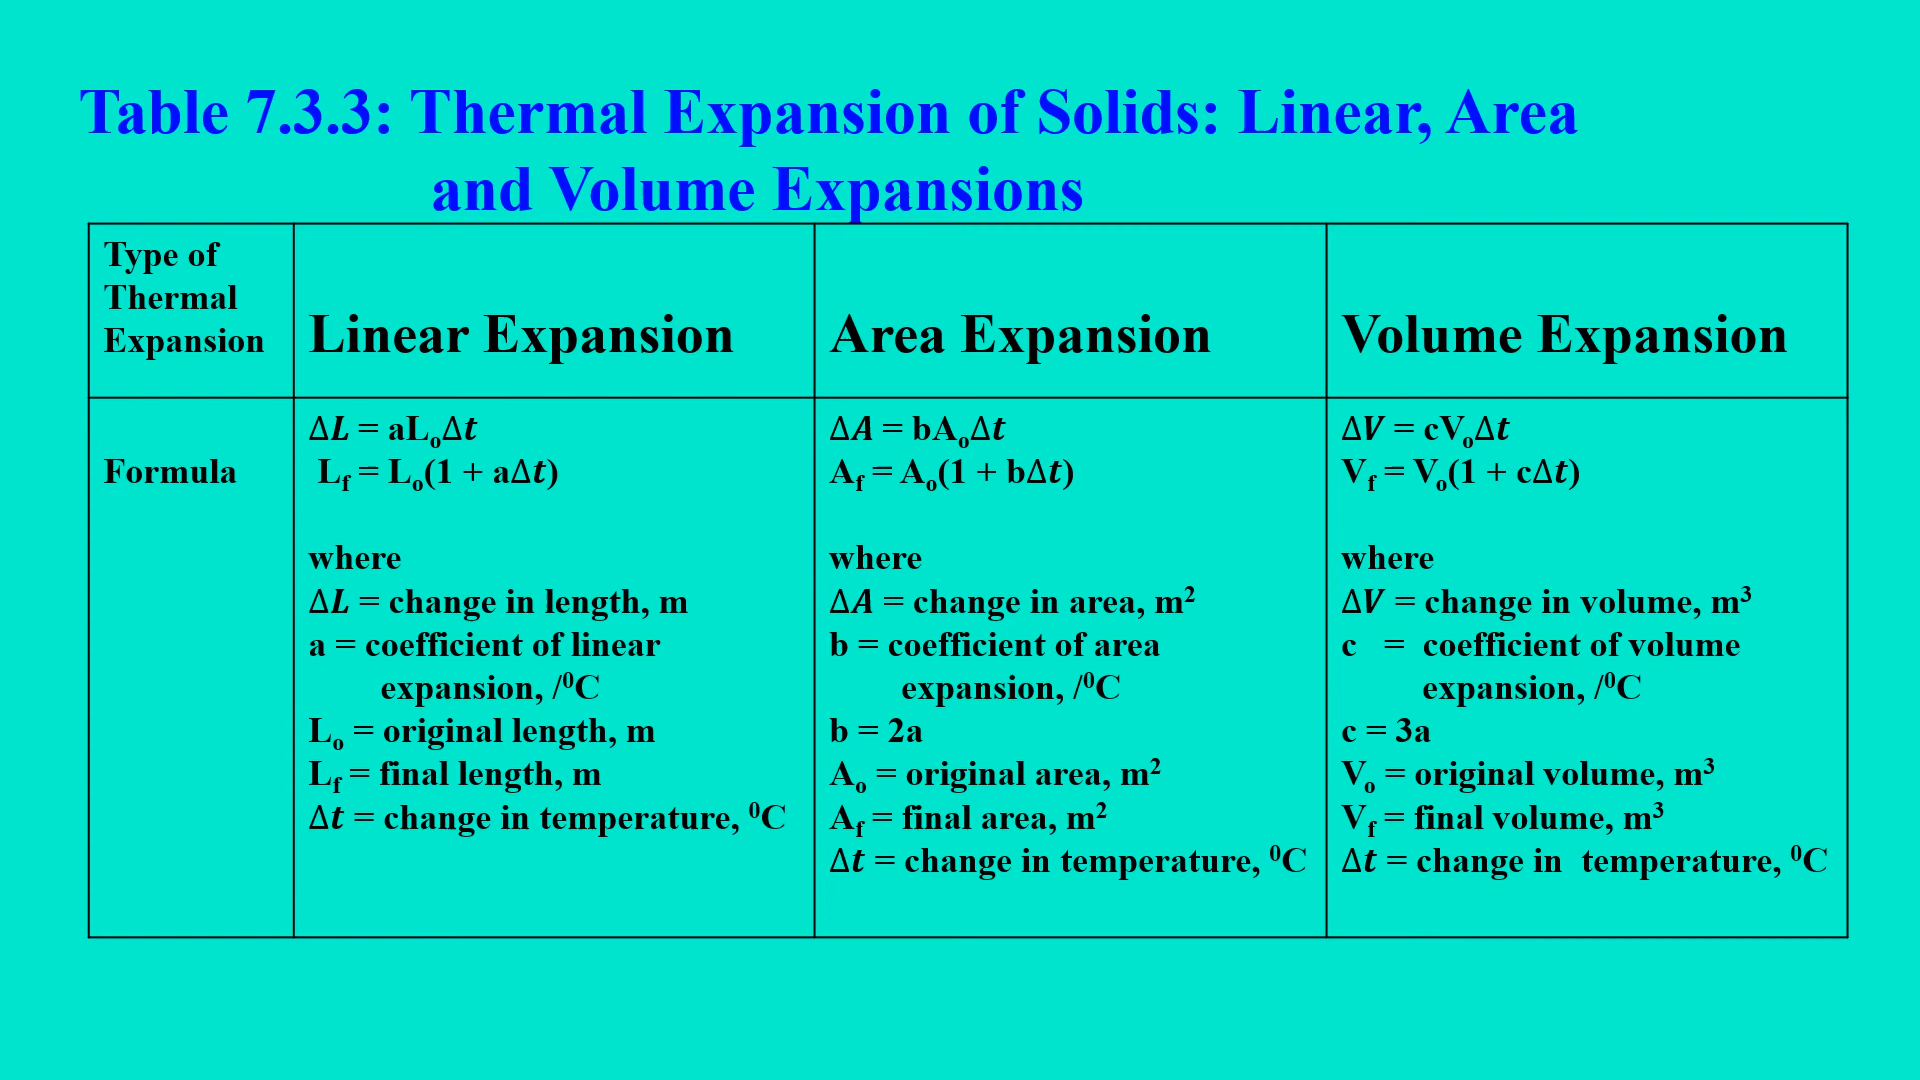 Table 7.3.3: Thermal Expansion of Solids: Linear, Area
and Volume Expansions
Type of
Thermal
Expansion
Linear Expansion
Area Expansion
Volume Expansion
Formula
Δ𝑳 = aLₒΔ𝒕
L_f = Lₒ(1 + aΔ𝒕)
where
Δ𝑳 = change in length, m
a = coefficient of linear
expansion, /⁰C
Lₒ = original length, m
L_f = final length, m
Δ𝒕 = change in temperature, ⁰C
Δ𝑨 = bAₒΔ𝒕
A_f = Aₒ(1 + bΔ𝒕)
where
Δ𝑨 = change in area, m²
b = coefficient of area
expansion, /⁰C
b = 2a
Aₒ = original area, m²
A_f = final area, m²
Δ𝒕 = change in temperature, ⁰C
Δ𝑽 = cVₒΔ𝒕
V_f = Vₒ(1 + cΔ𝒕)
where
Δ𝑽 = change in volume, m³
c = coefficient of volume
expansion, /⁰C
c = 3a
Vₒ = original volume, m³
V_f = final volume, m³
Δ𝒕 = change in temperature, ⁰C